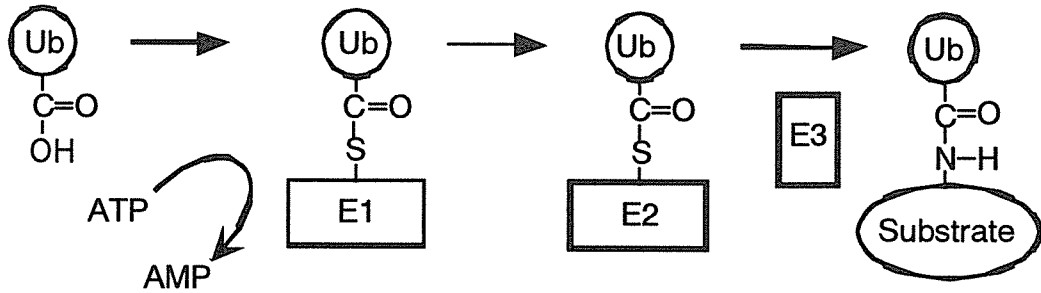 Ub
C=O
OH
ATP
AMP
Ub
C=O
S
E1
Ub
C=O
S
E2
E3
Ub
C=O
N–H
Substrate